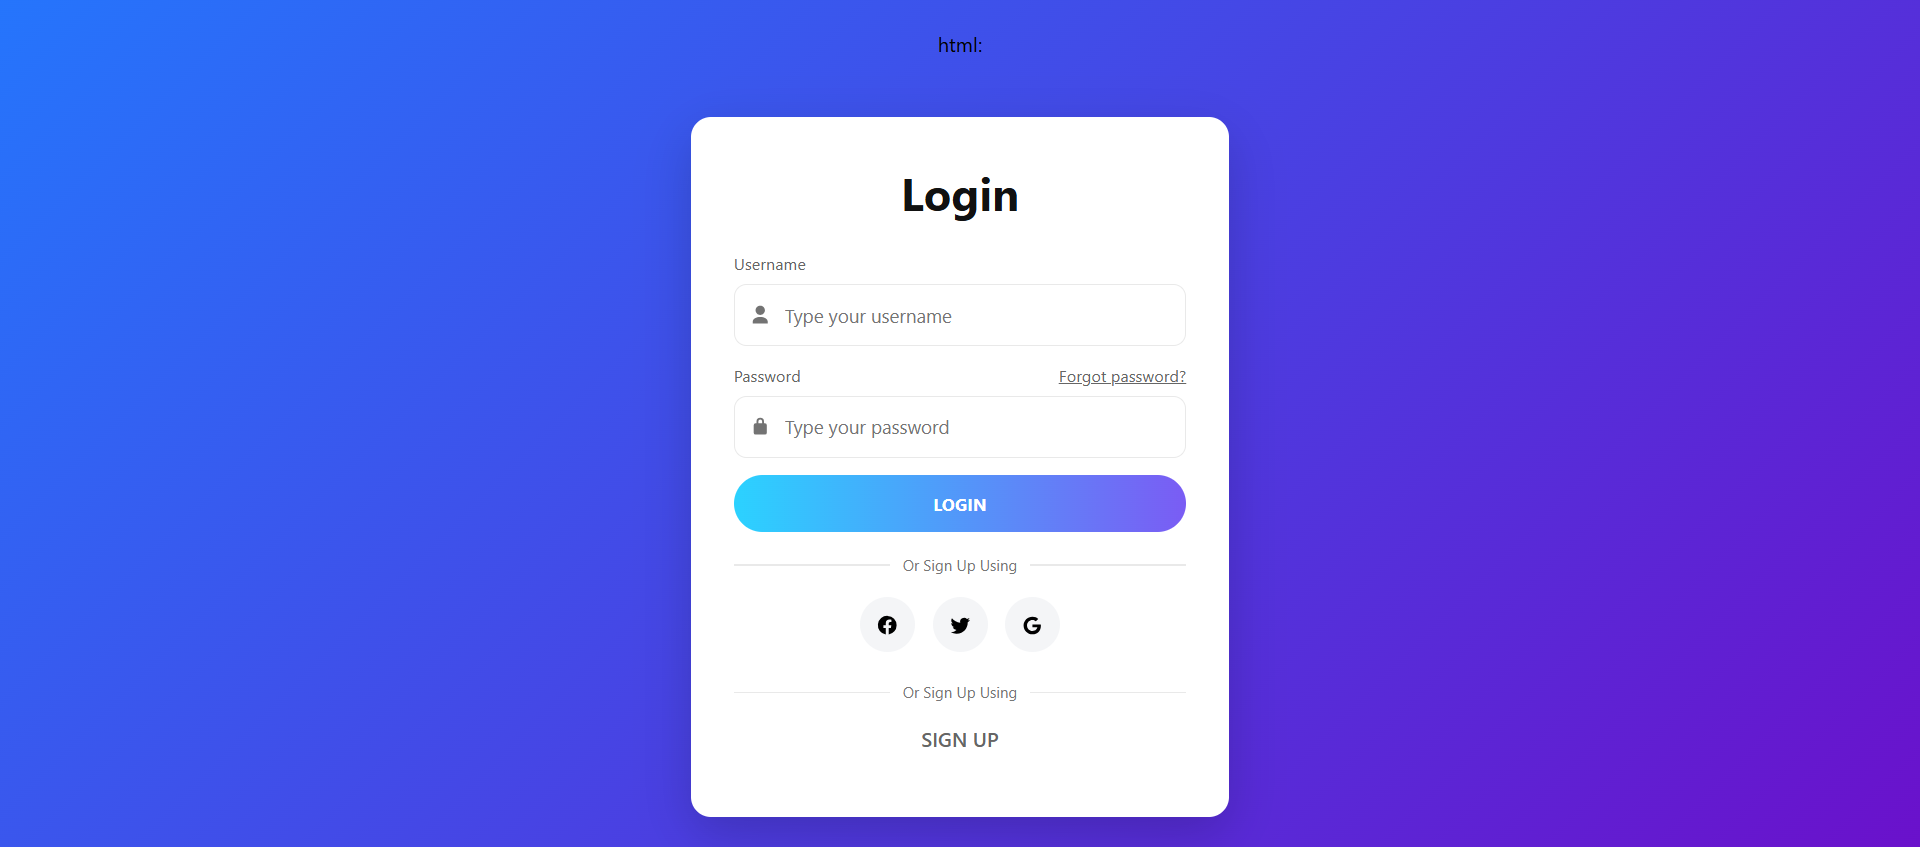 html:
Login
Username
Type your username
Password Forgot password?
Type your password
LOGIN
Or Sign Up Using
Or Sign Up Using
SIGN UP